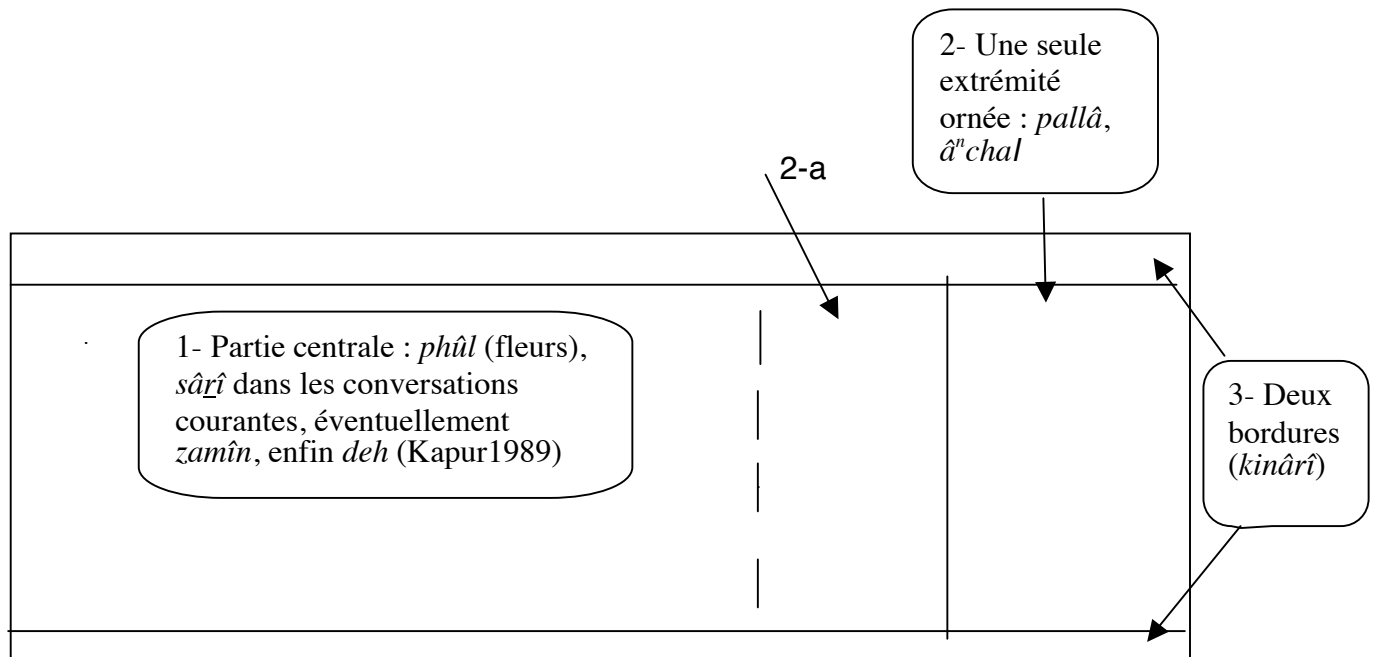 2- Une seule
extrémité
ornée : pallâ,
âⁿchal
2-a
1- Partie centrale : phûl (fleurs),
sâr̲î dans les conversations
courantes, éventuellement
zamîn, enfin deh (Kapur1989)
3- Deux
bordures
(kinârî)